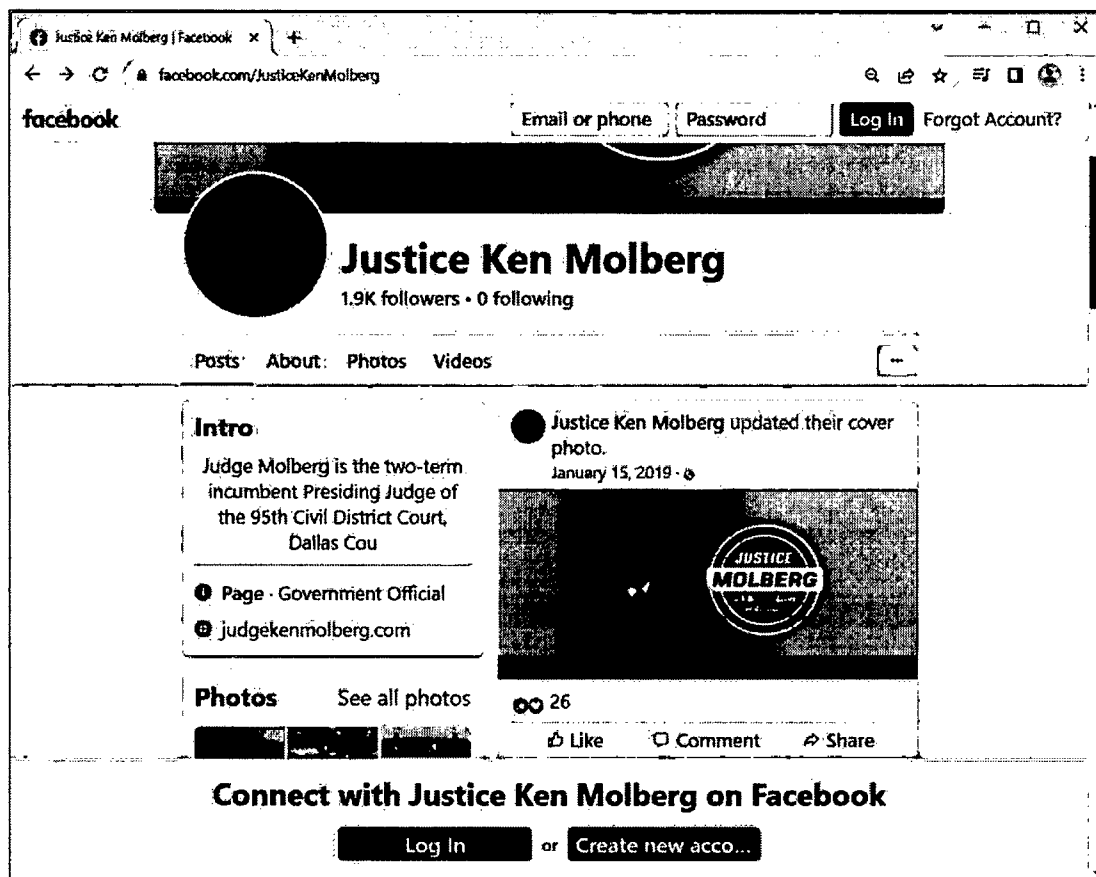 Justice Ken Molberg | Facebook
facebook.com/JusticeKenMolberg
facebook
Email or phone
Password
Log In
Forgot Account?
Justice Ken Molberg
1.9K followers • 0 following
Posts
About
Photos
Videos
Intro
Judge Molberg is the two-term
incumbent Presiding Judge of
the 95th Civil District Court,
Dallas Cou
Page · Government Official
judgekenmolberg.com
Photos
See all photos
Justice Ken Molberg updated their cover
photo.
January 15, 2019
JUSTICE
MOLBERG
26
Like
Comment
Share
Connect with Justice Ken Molberg on Facebook
Log In
or
Create new acco...